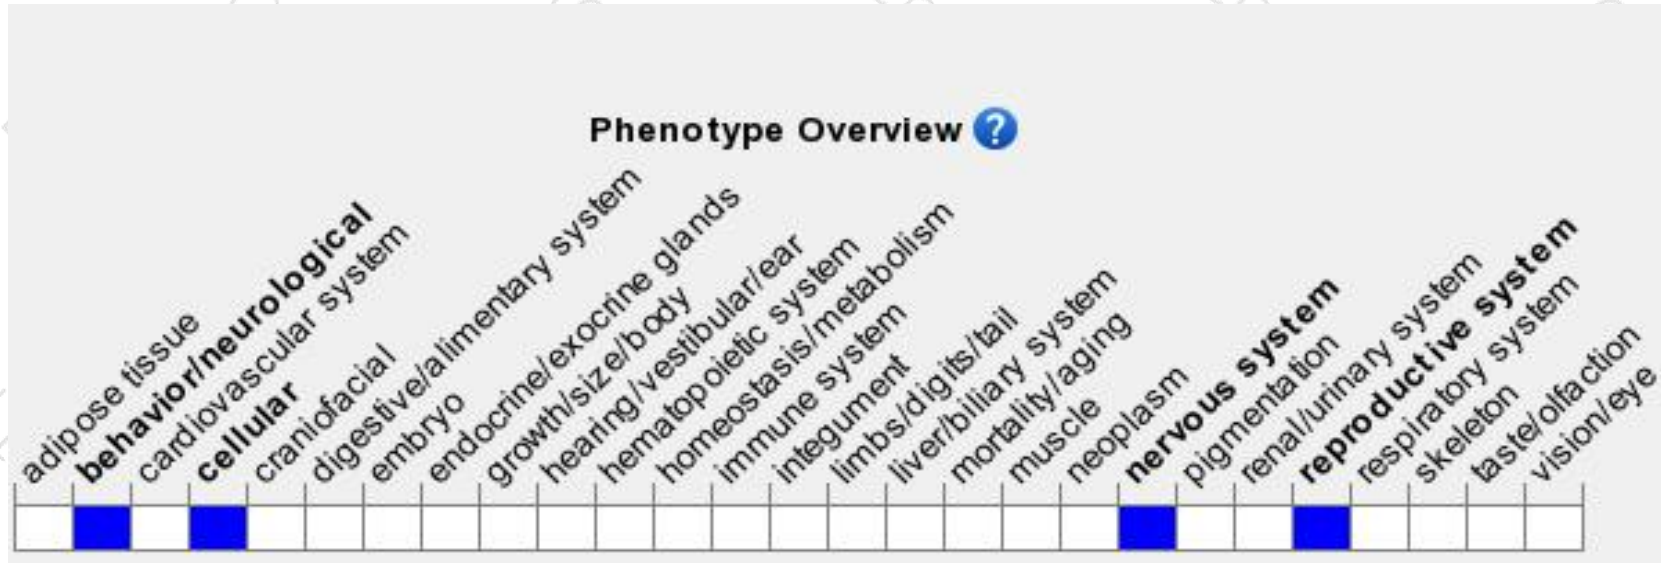 Phenotype Overview ?
adipose tissue
behavior/neurological
cardiovascular system
cellular
craniofacial
digestive/alimentary system
embryo
endocrine/exocrine glands
growth/size/body
hearing/vestibular/ear
hematopoietic system
homeostasis/metabolism
immune system
integument
limbs/digits/tail
liver/biliary system
mortality/aging
muscle
neoplasm
nervous system
pigmentation
renal/urinary system
reproductive system
respiratory system
skeleton
taste/olfaction
vision/eye